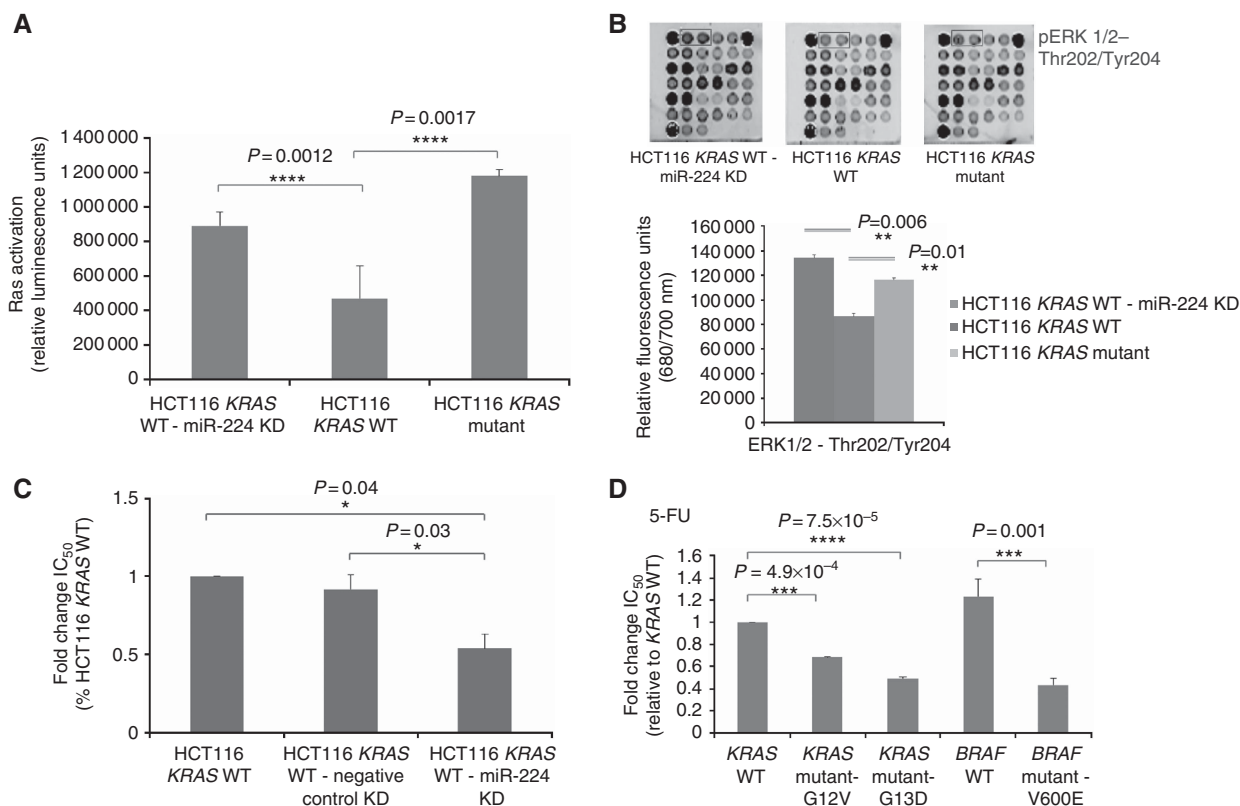 A
Ras activation
(relative luminescence units)
1 400 000
1 200 000
1 000 000
800 000
600 000
400 000
200 000
0
P=0.0012
****
P=0.0017
****
HCT116 KRAS
WT - miR-224 KD
HCT116
KRAS WT
HCT116 KRAS
mutant
B
pERK 1/2–
Thr202/Tyr204
HCT116 KRAS WT -
miR-224 KD
HCT116 KRAS
WT
HCT116 KRAS
mutant
Relative fluorescence units
(680/700 nm)
160 000
140 000
120 000
100 000
80 000
60 000
40 000
20 000
0
P=0.006
**
P=0.01
**
ERK1/2 - Thr202/Tyr204
HCT116 KRAS WT - miR-224 KD
HCT116 KRAS WT
HCT116 KRAS mutant
C
Fold change IC50
(% HCT116 KRAS WT)
1.5
1
0.5
0
P=0.04
*
P=0.03
*
HCT116
KRAS WT
HCT116 KRAS
WT - negative
control KD
HCT116 KRAS
WT - miR-224
KD
D
5-FU
Fold change IC50
(relative to KRAS WT)
1.6
1.4
1.2
1
0.8
0.6
0.4
0.2
0
P=7.5×10−5
****
P=4.9×10−4
***
P=0.001
***
KRAS
WT
KRAS
mutant-
G12V
KRAS
mutant-
G13D
BRAF
WT
BRAF
mutant -
V600E